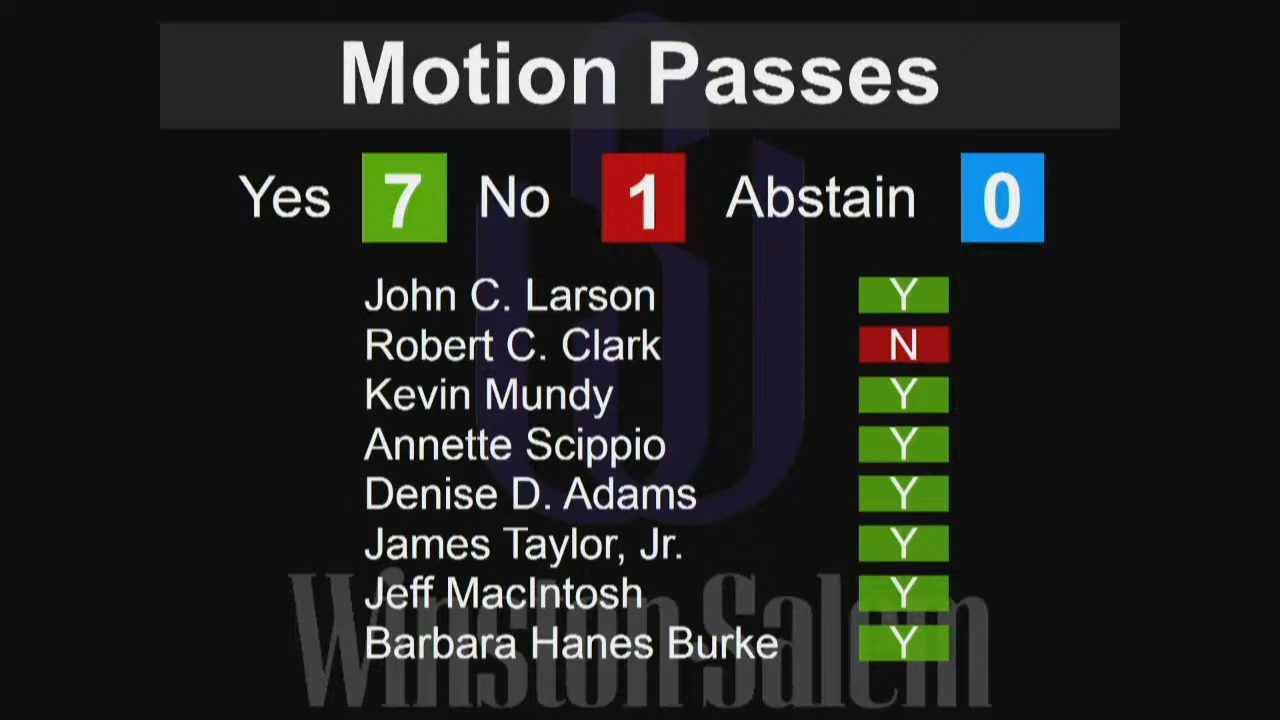 Motion Passes
Yes 7 No 1 Abstain 0
John C. Larson Y
Robert C. Clark N
Kevin Mundy Y
Annette Scippio Y
Denise D. Adams Y
James Taylor, Jr. Y
Jeff MacIntosh Y
Barbara Hanes Burke Y
Winston Salem